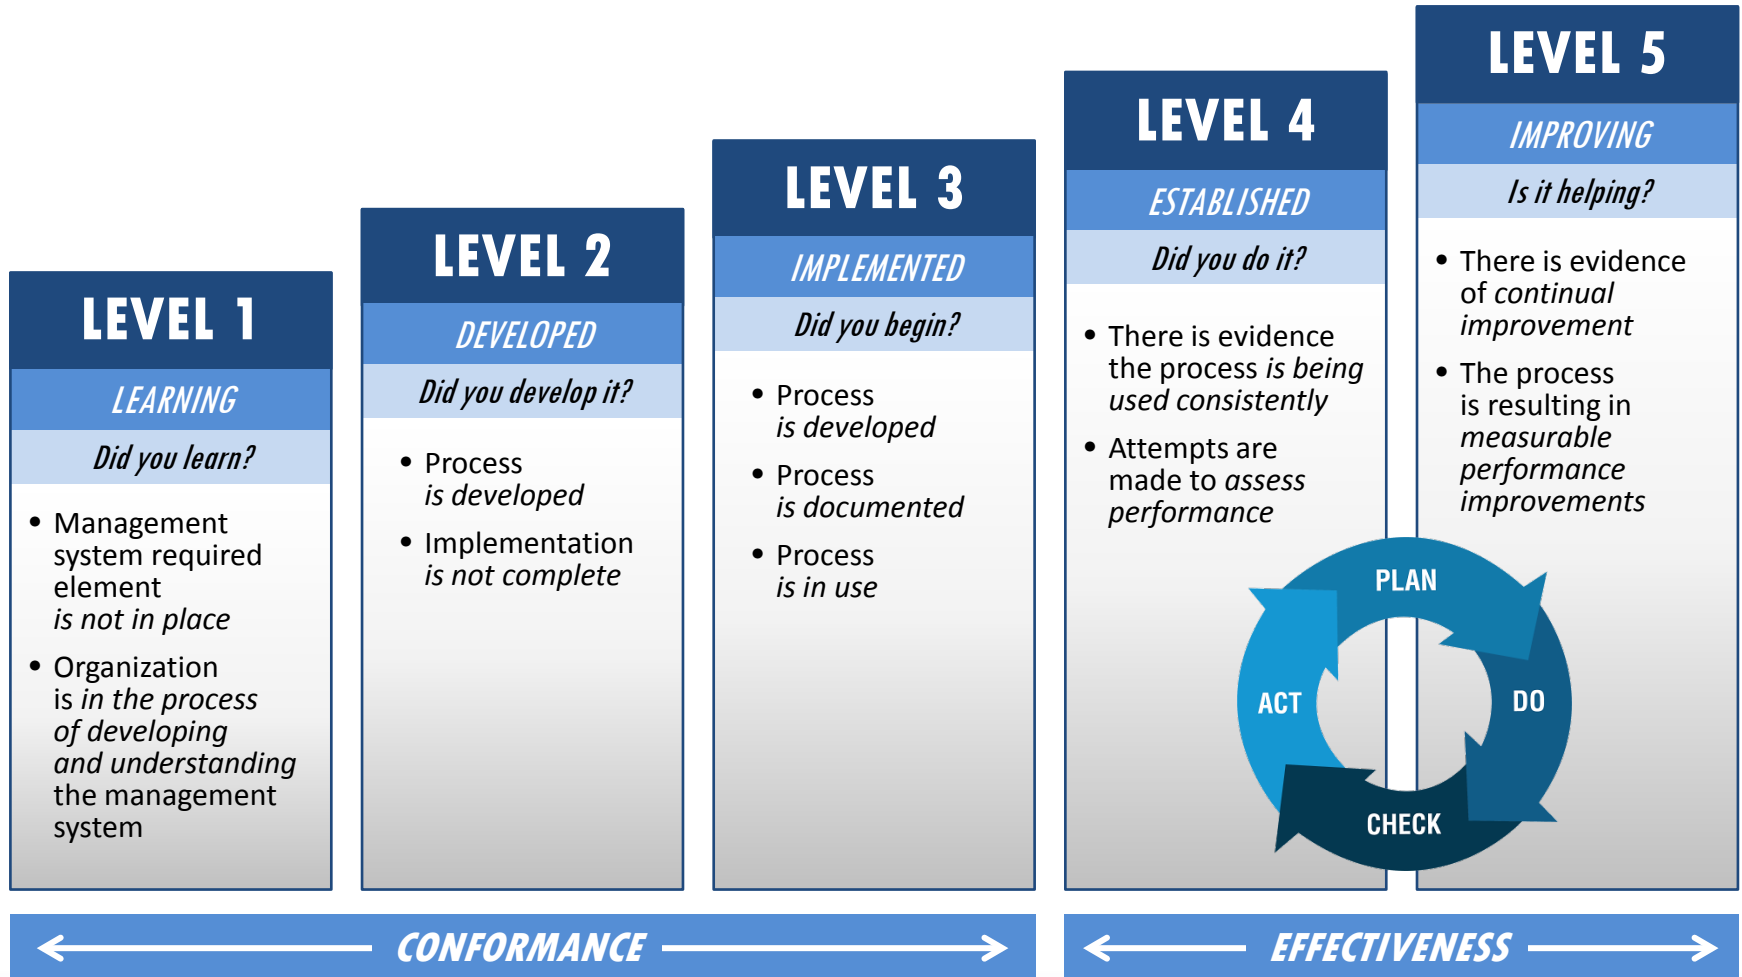 LEVEL 1
LEARNING
Did you learn?
• Management
system required
element
is not in place
• Organization
is in the process
of developing
and understanding
the management
system
LEVEL 2
DEVELOPED
Did you develop it?
• Process
is developed
• Implementation
is not complete
LEVEL 3
IMPLEMENTED
Did you begin?
• Process
is developed
• Process
is documented
• Process
is in use
LEVEL 4
ESTABLISHED
Did you do it?
• There is evidence
the process is being
used consistently
• Attempts are
made to assess
performance
LEVEL 5
IMPROVING
Is it helping?
• There is evidence
of continual
improvement
• The process
is resulting in
measurable
performance
improvements
PLAN
DO
CHECK
ACT
CONFORMANCE
EFFECTIVENESS